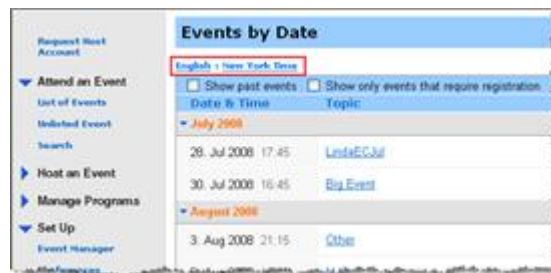 Request Host
Account
Attend an Event
List of Events
Unlisted Event
Search
Host an Event
Manage Programs
Set Up
Event Manager
Preferences
Events by Date
English : New York Time
Show past events Show only events that require registration
Date & Time Topic
July 2008
28. Jul 2008 17:45 LindaECJul
30. Jul 2008 16:45 Big Event
August 2008
3. Aug 2008 21:15 Other